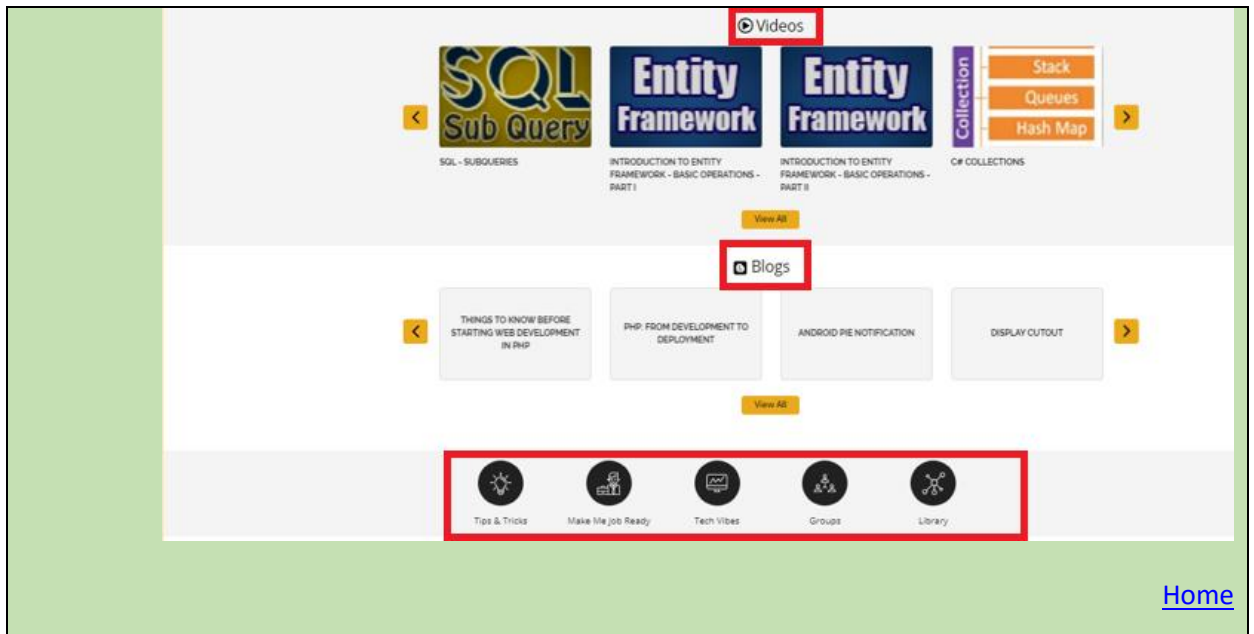 Videos
SQL
Sub Query
Entity
Framework
Entity
Framework
Collection
Stack
Queues
Hash Map
SQL - SUBQUERIES
INTRODUCTION TO ENTITY
FRAMEWORK - BASIC OPERATIONS -
PART I
INTRODUCTION TO ENTITY
FRAMEWORK - BASIC OPERATIONS -
PART II
C# COLLECTIONS
View All
Blogs
THINGS TO KNOW BEFORE
STARTING WEB DEVELOPMENT
IN PHP
PHP: FROM DEVELOPMENT TO
DEPLOYMENT
ANDROID PIE NOTIFICATION
DISPLAY CUTOUT
View All
Tips & Tricks
Make Me Job Ready
Tech Vibes
Groups
Library
Home